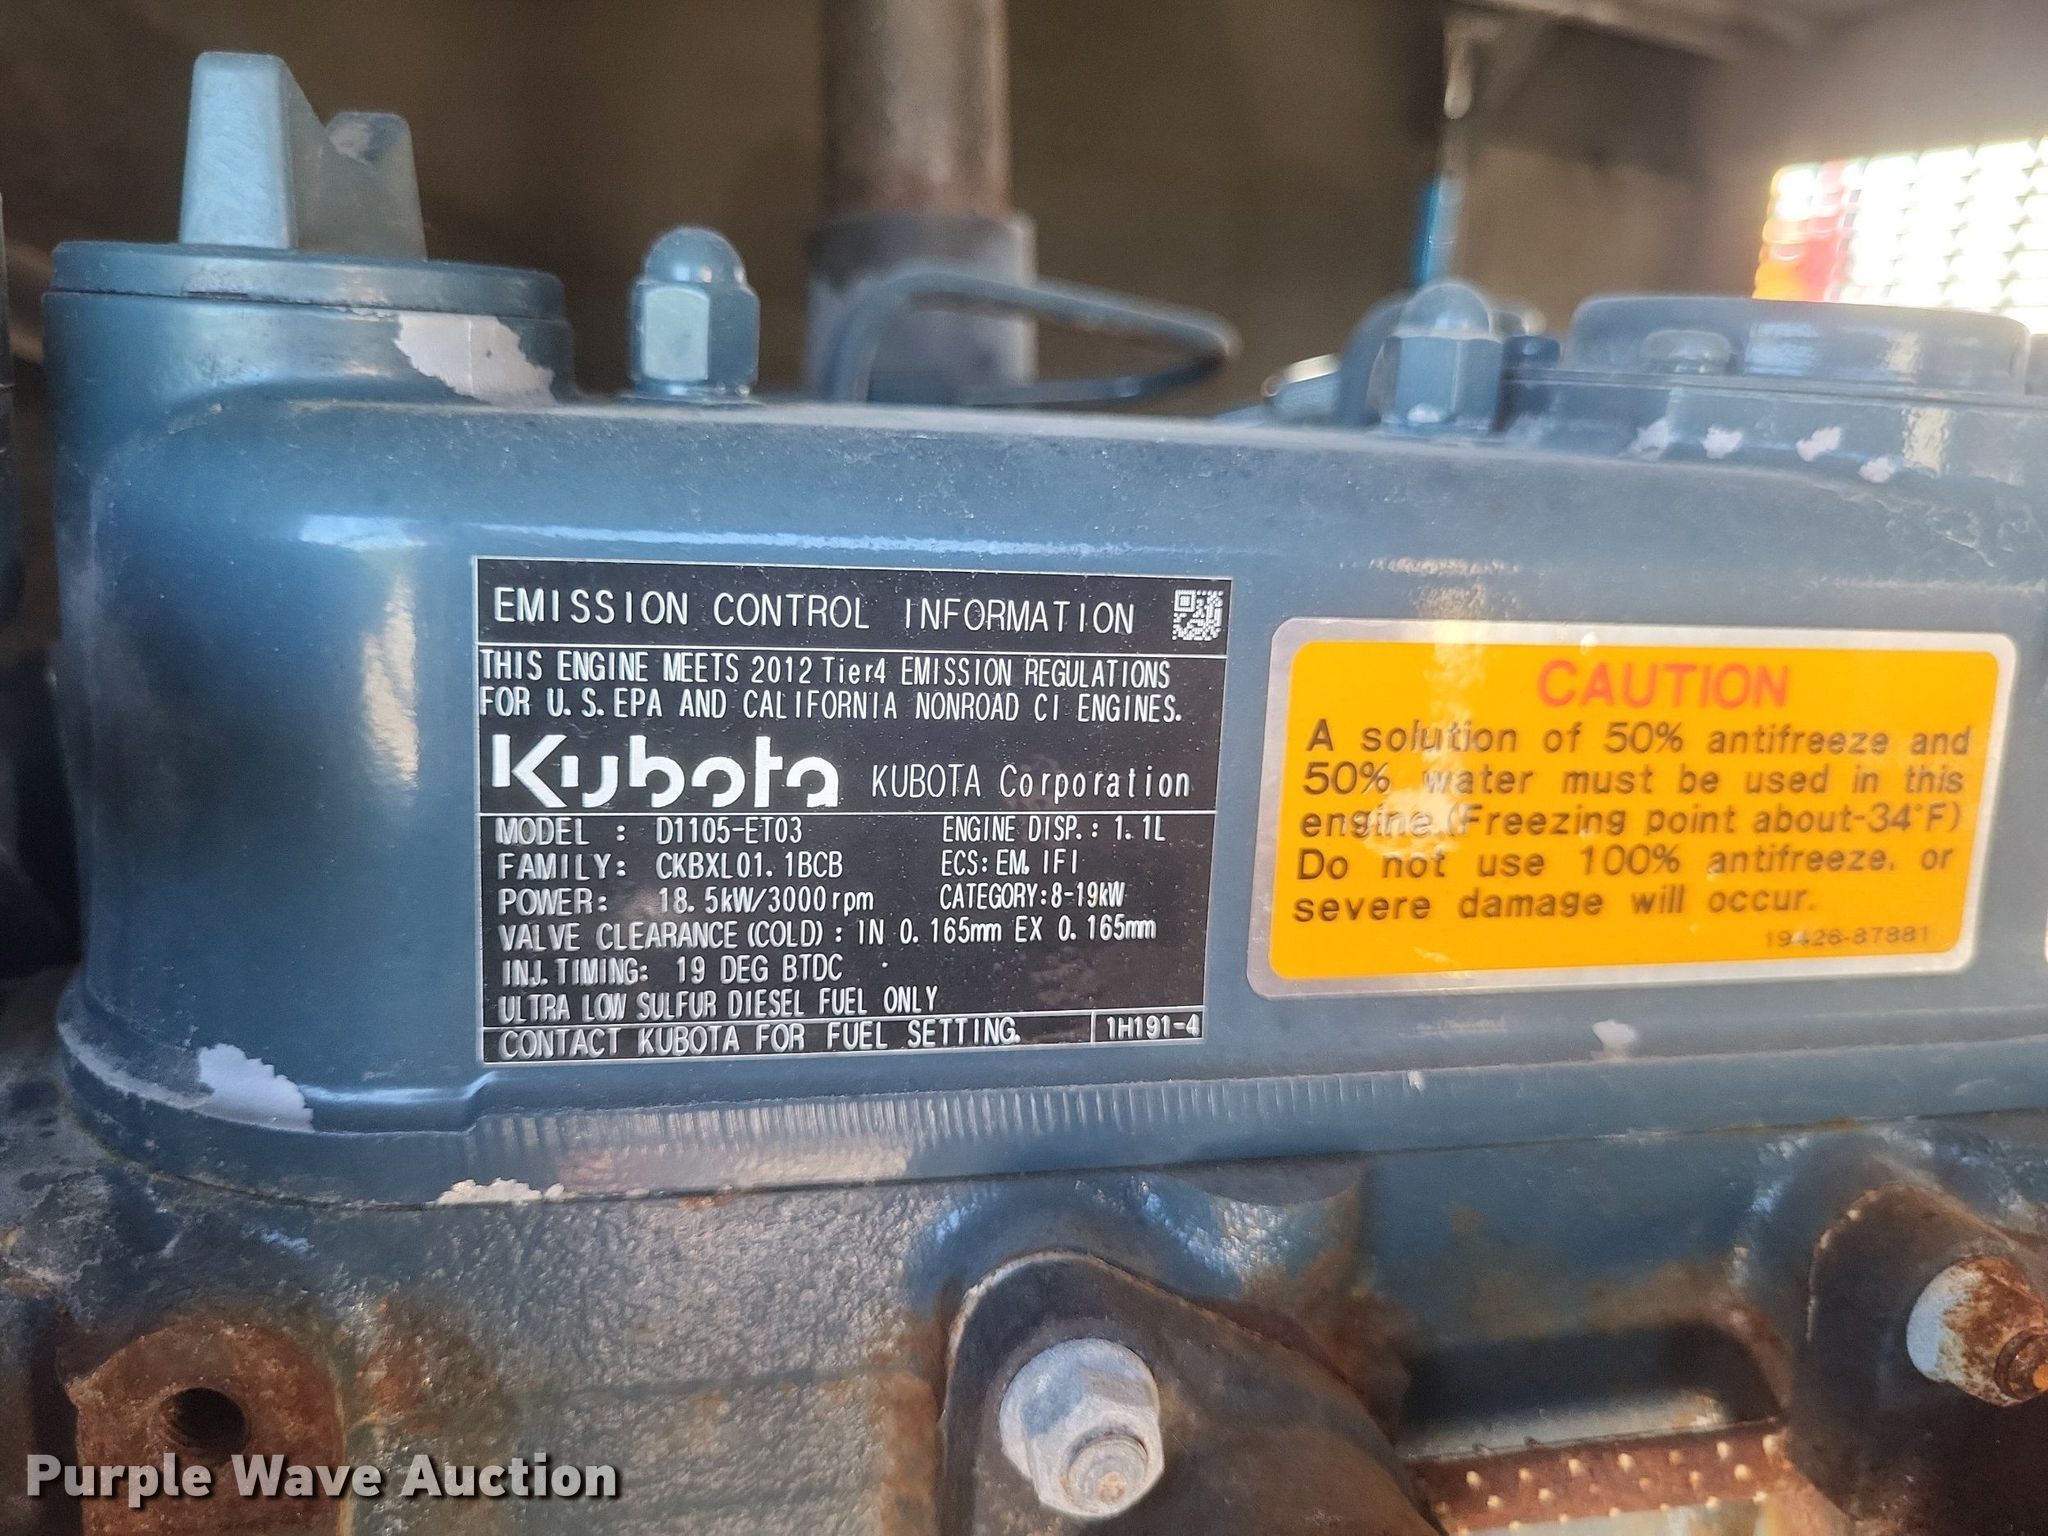 EMISSION CONTROL INFORMATION
THIS ENGINE MEETS 2012 Tier4 EMISSION REGULATIONS
FOR U.S.EPA AND CALIFORNIA NONROAD CI ENGINES.
Kubota KUBOTA Corporation
MODEL : D1105-ET03 ENGINE DISP.: 1.1L
FAMILY: CKBXL01.1BCB ECS:EM,IFI
POWER: 18.5kW/3000rpm CATEGORY:8-19kW
VALVE CLEARANCE(COLD): IN 0.165mm EX 0.165mm
INJ.TIMING: 19 DEG BTDC
ULTRA LOW SULFUR DIESEL FUEL ONLY
CONTACT KUBOTA FOR FUEL SETTING. 1H191-4
CAUTION
A solution of 50% antifreeze and
50% water must be used in this
engine.(Freezing point about-34°F)
Do not use 100% antifreeze, or
severe damage will occur.
19426-87881
Purple Wave Auction